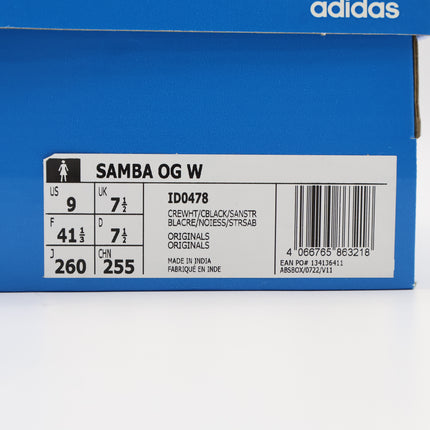 adidas
SAMBA OG W
US 9 UK 7½
F 41⅓ D 7½
J 260 CHN 255
ID0478
CREWHT/CBLACK/SANSTR
BLACRE/NOIESS/STRSAB
ORIGINALS
ORIGINALS
MADE IN INDIA
FABRIQUÉ EN INDE
4 066765 863218
EAN PO# 134136411
ABSBOX/0722/V11